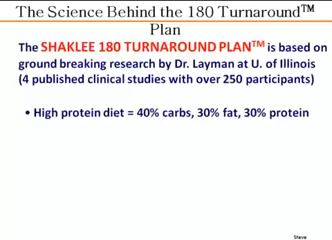 The Science Behind the 180 Turnaround™
Plan
The SHAKLEE 180 TURNAROUND PLAN™ is based on
ground breaking research by Dr. Layman at U. of Illinois
(4 published clinical studies with over 250 participants)
• High protein diet = 40% carbs, 30% fat, 30% protein
Steve